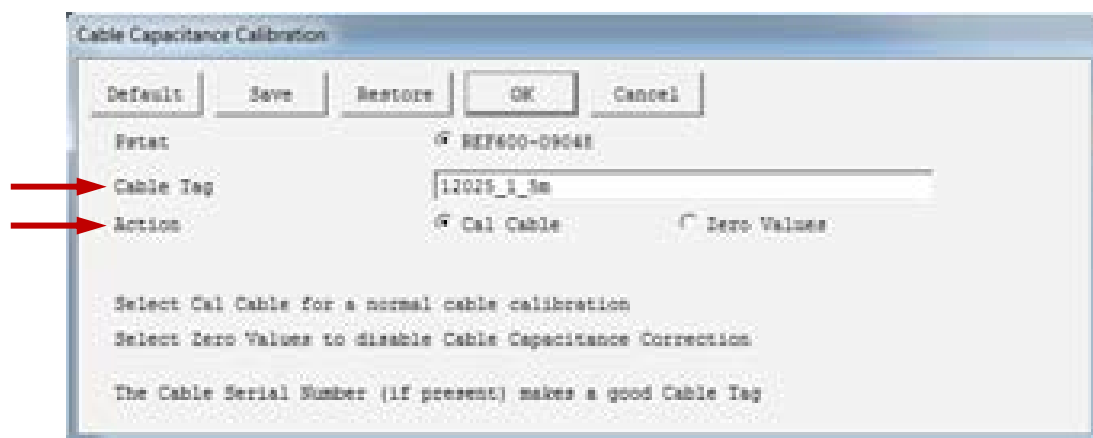 Cable Capacitance Calibration
Default Save Restore OK Cancel
Pstat REF600-09048
Cable Tag 12025_1_5m
Action Cal Cable Zero Values
Select Cal Cable for a normal cable calibration
Select Zero Values to disable Cable Capacitance Correction
The Cable Serial Number (if present) makes a good Cable Tag